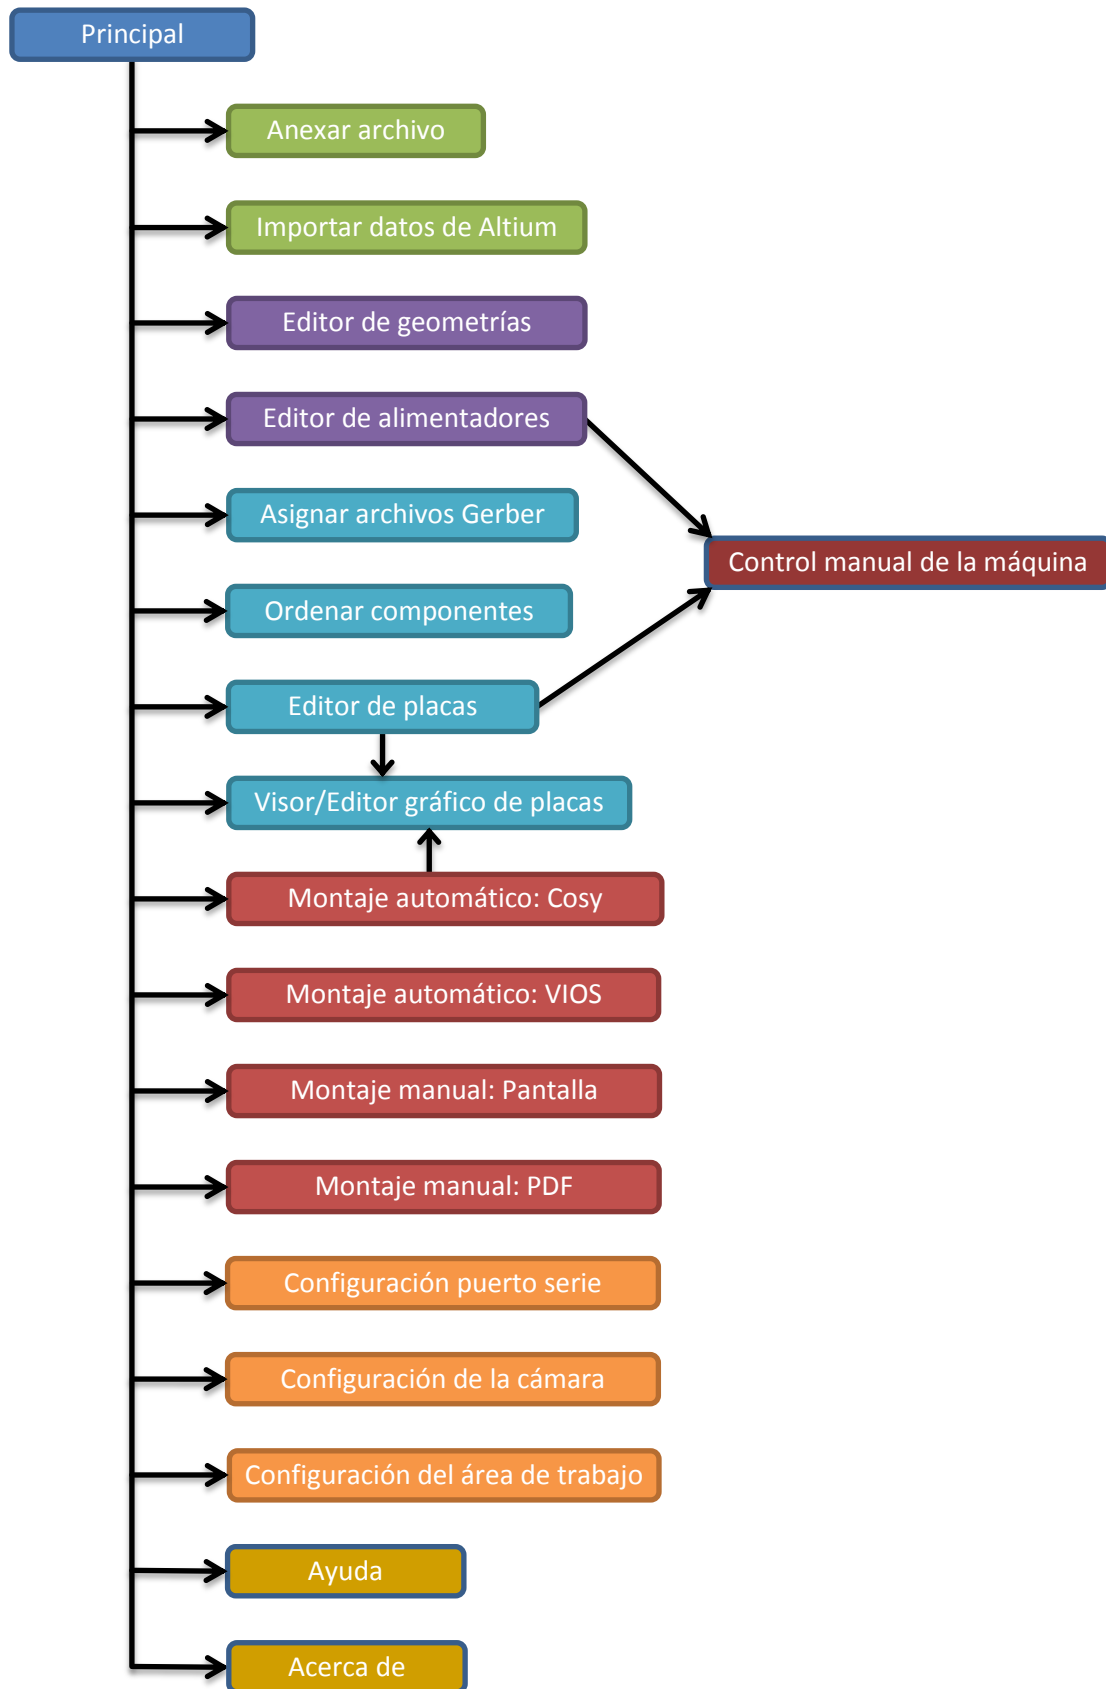 Principal
Anexar archivo
Importar datos de Altium
Editor de geometrías
Editor de alimentadores
Asignar archivos Gerber
Control manual de la máquina
Ordenar componentes
Editor de placas
Visor/Editor gráfico de placas
Montaje automático: Cosy
Montaje automático: VIOS
Montaje manual: Pantalla
Montaje manual: PDF
Configuración puerto serie
Configuración de la cámara
Configuración del área de trabajo
Ayuda
Acerca de